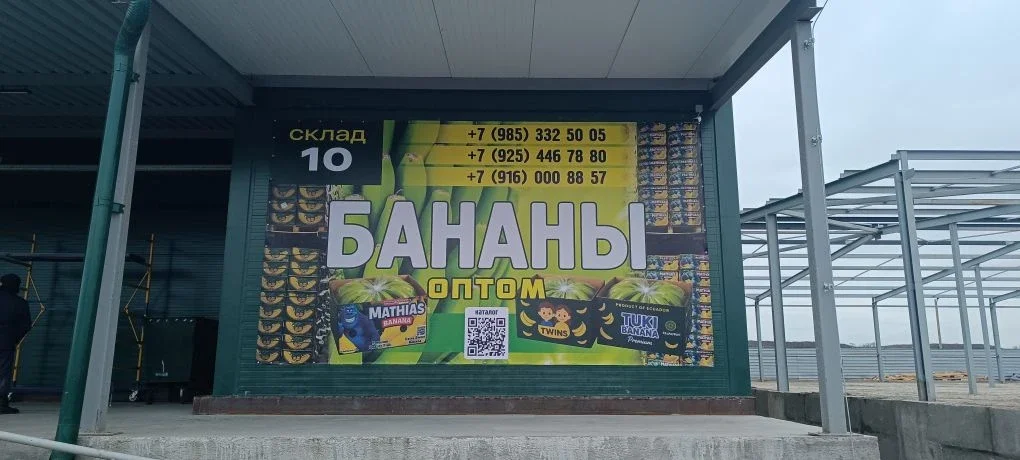 СКЛАД
10
+7 (985) 332 50 05
+7 (925) 446 78 80
+7 (916) 000 88 57
БАНАНЫ
ОПТОМ
MATHIAS
BANANA
КАТАЛОГ
TWINS
PRODUCT OF ECUADOR
TUKI
BANANA
Premium